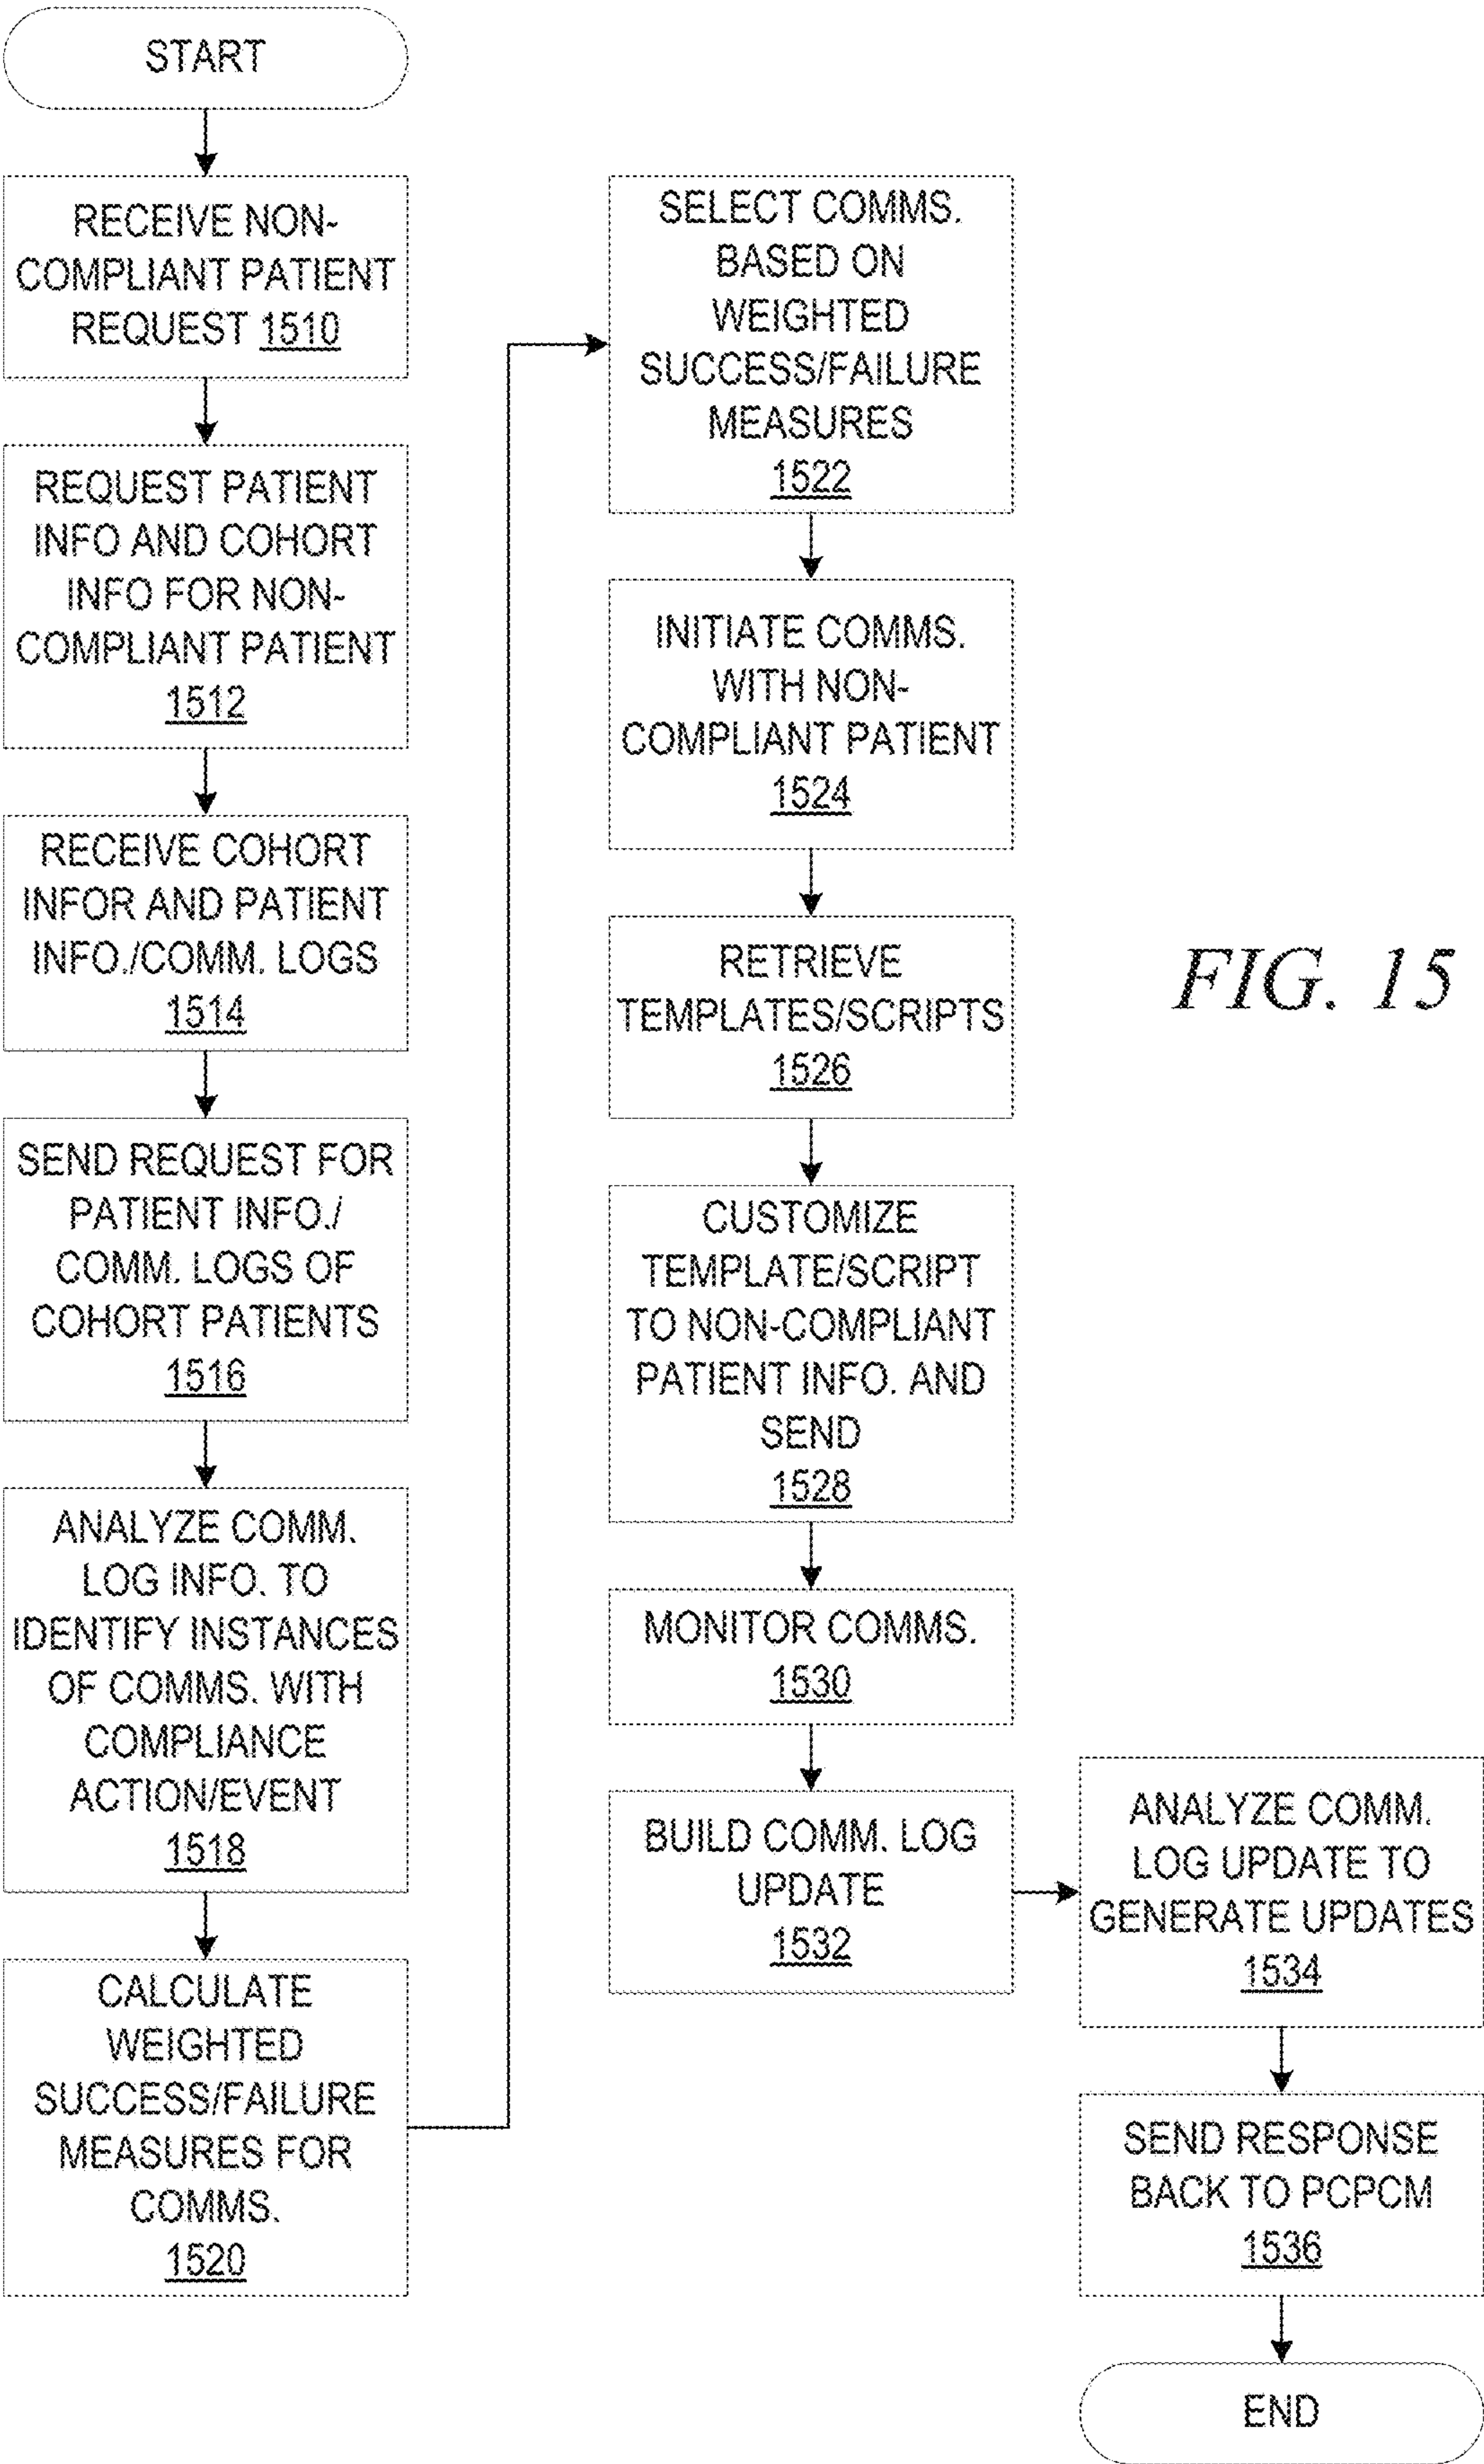 START
RECEIVE NON-
COMPLIANT PATIENT
REQUEST 1510
REQUEST PATIENT
INFO AND COHORT
INFO FOR NON-
COMPLIANT PATIENT
1512
RECEIVE COHORT
INFOR AND PATIENT
INFO./COMM. LOGS
1514
SEND REQUEST FOR
PATIENT INFO./
COMM. LOGS OF
COHORT PATIENTS
1516
ANALYZE COMM.
LOG INFO. TO
IDENTIFY INSTANCES
OF COMMS. WITH
COMPLIANCE
ACTION/EVENT
1518
CALCULATE
WEIGHTED
SUCCESS/FAILURE
MEASURES FOR
COMMS.
1520
SELECT COMMS.
BASED ON
WEIGHTED
SUCCESS/FAILURE
MEASURES
1522
INITIATE COMMS.
WITH NON-
COMPLIANT PATIENT
1524
RETRIEVE
TEMPLATES/SCRIPTS
1526
CUSTOMIZE
TEMPLATE/SCRIPT
TO NON-COMPLIANT
PATIENT INFO. AND
SEND
1528
MONITOR COMMS.
1530
BUILD COMM. LOG
UPDATE
1532
ANALYZE COMM.
LOG UPDATE TO
GENERATE UPDATES
1534
SEND RESPONSE
BACK TO PCPCM
1536
END
FIG. 15